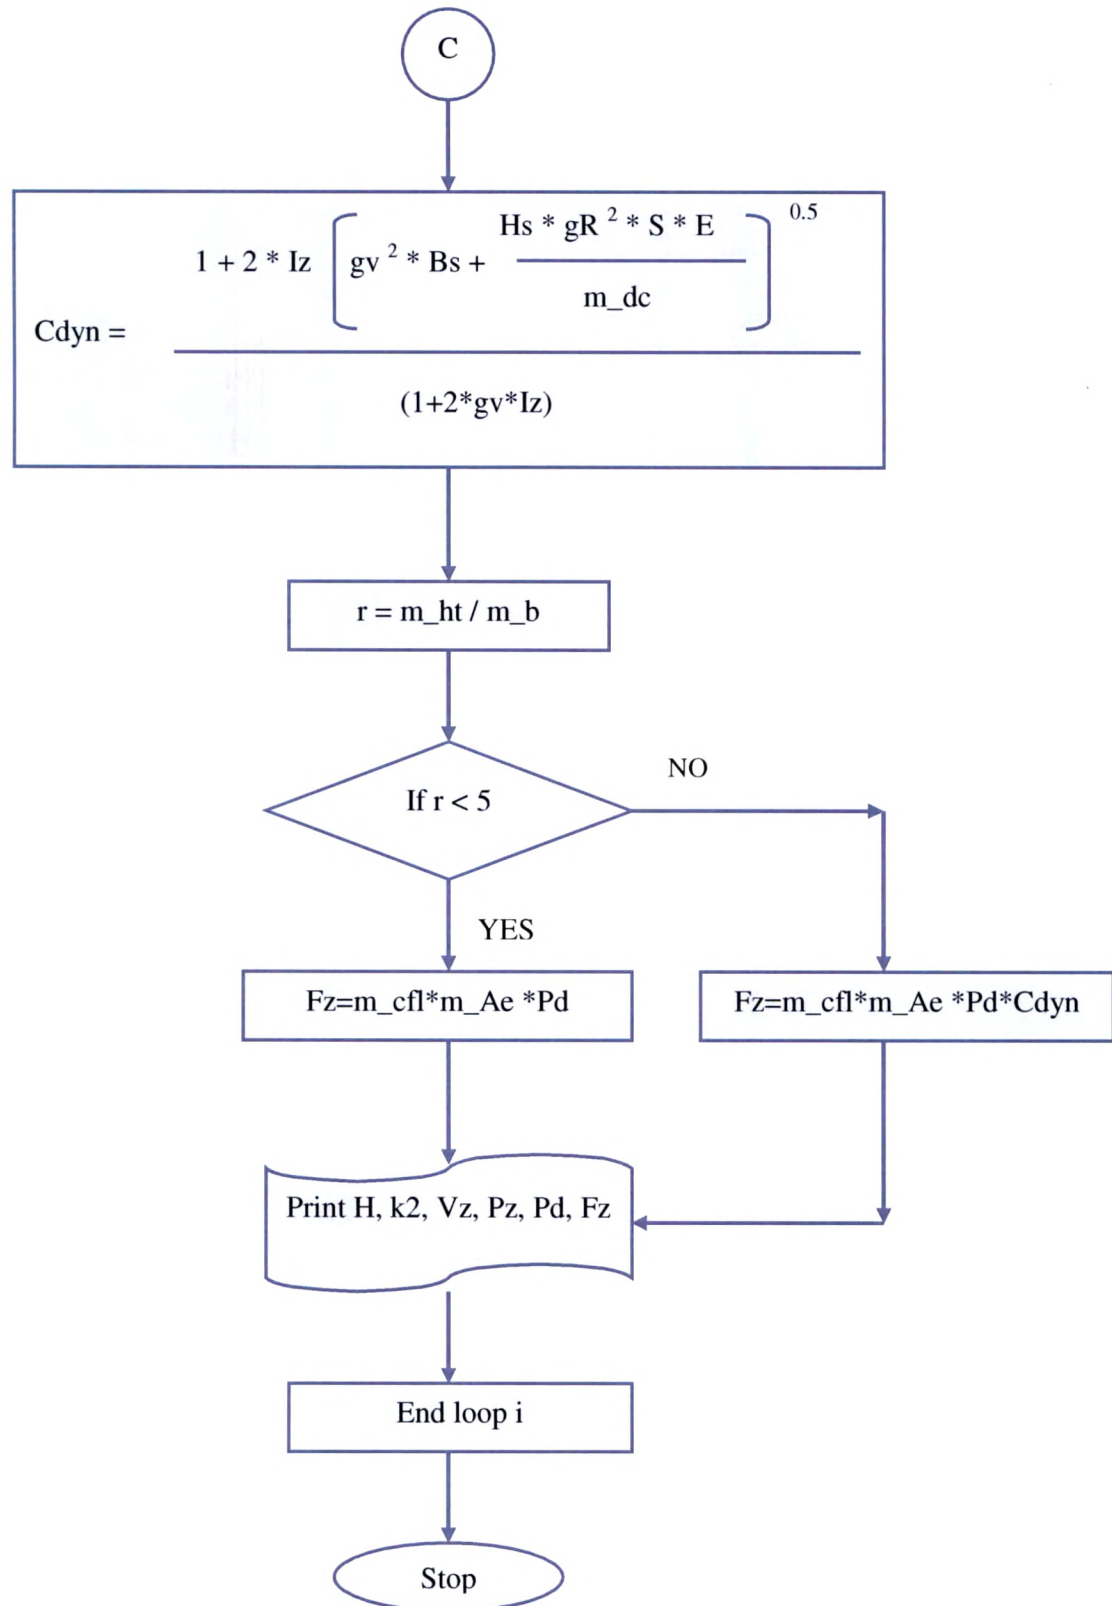 C
0.5
Hs * gR 2 * S * E
1 + 2 * Iz gv 2 * Bs +
m_dc
Cdyn =
(1+2*gv*Iz)
r = m_ht / m_b
NO
If r < 5
YES
Fz=m_cfl*m_Ae *Pd
Fz=m_cfl*m_Ae *Pd*Cdyn
Print H, k2, Vz, Pz, Pd, Fz
End loop i
Stop